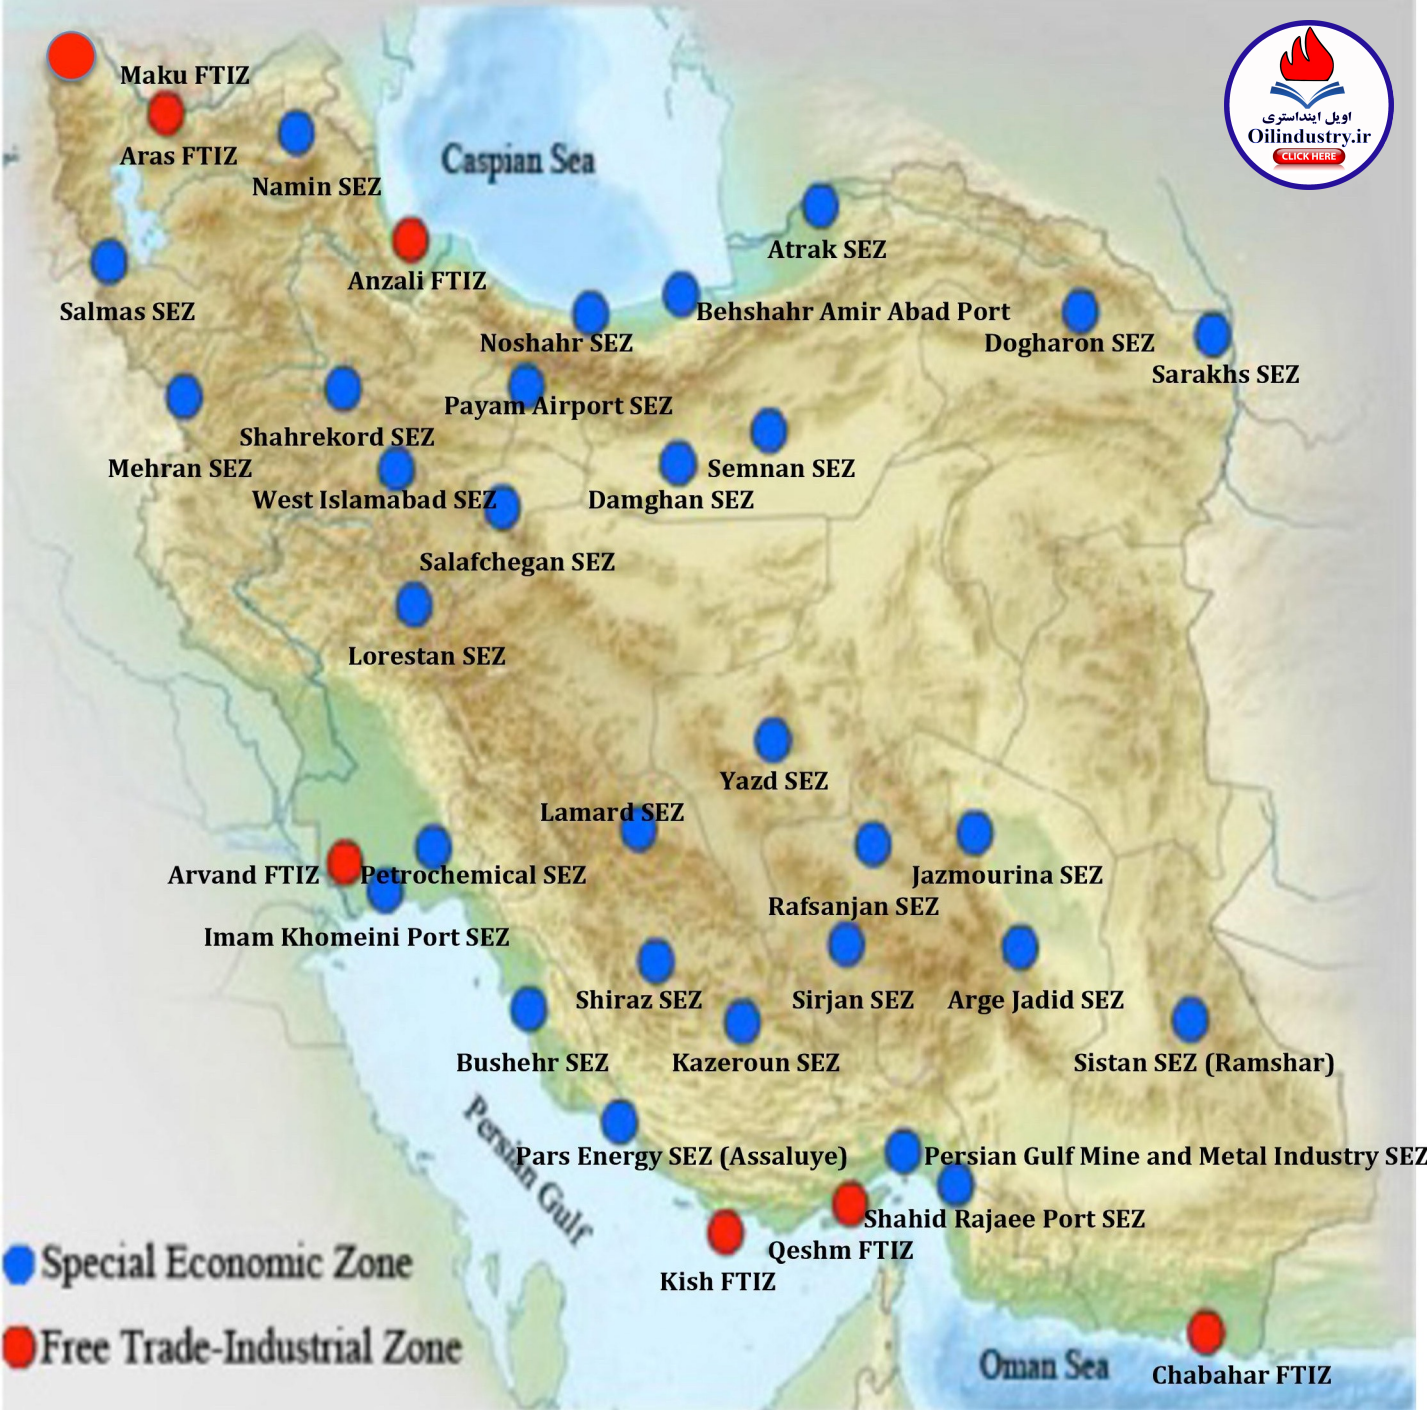 Maku FTIZ
اویل اینداستری
Oilindustry.ir
CLICK HERE
Aras FTIZ
Caspian Sea
Namin SEZ
Atrak SEZ
Anzali FTIZ
Salmas SEZ
Behshahr Amir Abad Port
Noshahr SEZ
Dogharon SEZ
Sarakhs SEZ
Payam Airport SEZ
Shahrekord SEZ
Mehran SEZ
Semnan SEZ
West Islamabad SEZ
Damghan SEZ
Salafchegan SEZ
Lorestan SEZ
Yazd SEZ
Lamard SEZ
Arvand FTIZ
Petrochemical SEZ
Jazmourina SEZ
Rafsanjan SEZ
Imam Khomeini Port SEZ
Shiraz SEZ
Sirjan SEZ
Arge Jadid SEZ
Bushehr SEZ
Kazeroun SEZ
Sistan SEZ (Ramshar)
Persian Gulf
Pars Energy SEZ (Assaluye)
Persian Gulf Mine and Metal Industry SEZ
Shahid Rajaee Port SEZ
Qeshm FTIZ
Kish FTIZ
Special Economic Zone
Free Trade-Industrial Zone
Oman Sea
Chabahar FTIZ